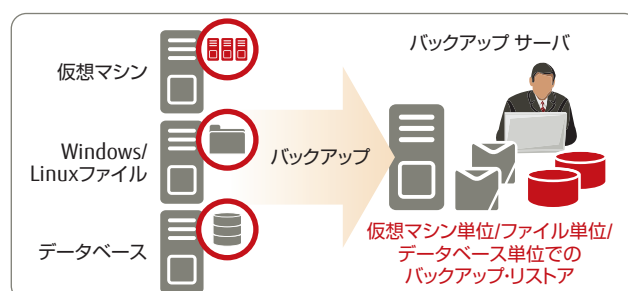 仮想マシン
Windows/
Linuxファイル
データベース
バックアップ
バックアップ サーバ
仮想マシン単位/ファイル単位/
データベース単位での
バックアップ・リストア